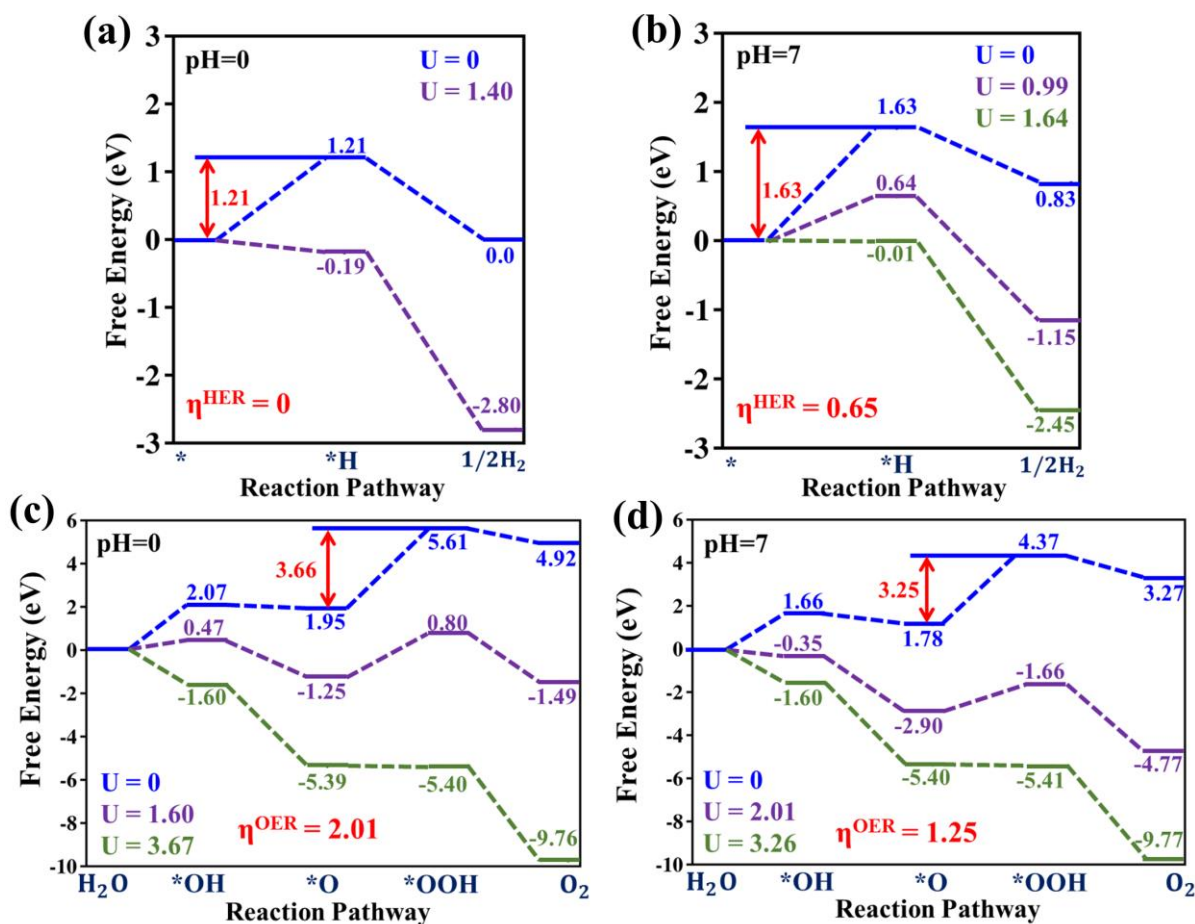 (a)
pH=0
U = 0
U = 1.40
3
2
1
0
-1
-2
-3
Free Energy (eV)
1.21
1.21
0.0
-0.19
-2.80
η^HER = 0
* *H 1/2H₂
Reaction Pathway
(b)
pH=7
U = 0
U = 0.99
U = 1.64
3
2
1
0
-1
-2
-3
Free Energy (eV)
1.63
1.63
0.83
0.64
-0.01
-1.15
-2.45
η^HER = 0.65
* *H 1/2H₂
Reaction Pathway
(c)
pH=0
6
4
2
0
-2
-4
-6
-8
-10
Free Energy (eV)
5.61
4.92
3.66
2.07
1.95
0.47
0.80
-1.25
-1.49
-1.60
-5.39
-5.40
-9.76
U = 0
U = 1.60
U = 3.67
η^OER = 2.01
H₂O *OH *O *OOH O₂
Reaction Pathway
(d)
pH=7
6
4
2
0
-2
-4
-6
-8
-10
Free Energy (eV)
4.37
3.27
3.25
1.66
1.78
-0.35
-1.66
-1.60
-2.90
-4.77
-5.40
-5.41
-9.77
U = 0
U = 2.01
U = 3.26
η^OER = 1.25
H₂O *OH *O *OOH O₂
Reaction Pathway